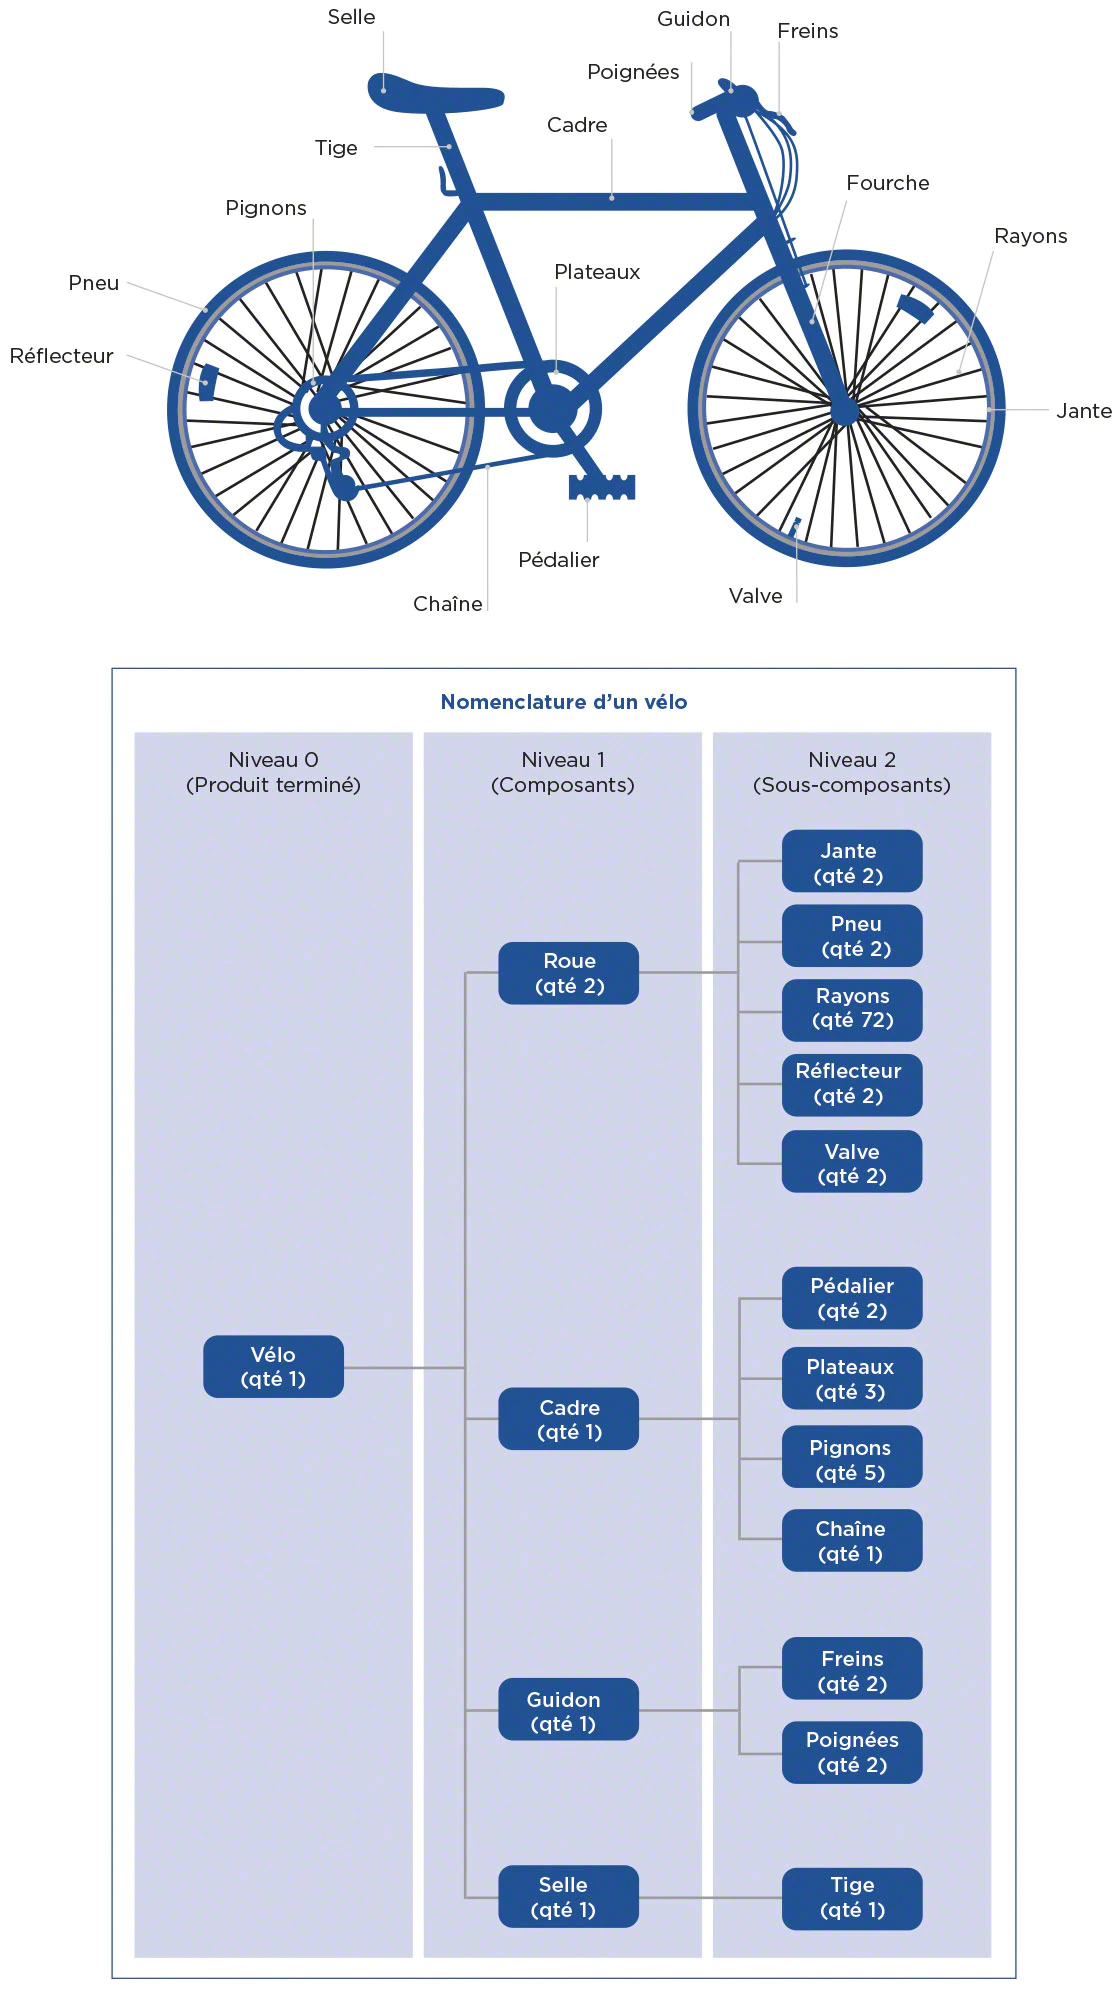 Selle
Guidon
Freins
Poignées
Cadre
Tige
Fourche
Pignons
Rayons
Plateaux
Pneu
Réflecteur
Jante
Pédalier
Valve
Chaîne
Nomenclature d’un vélo
Niveau 0
(Produit terminé)
Niveau 1
(Composants)
Niveau 2
(Sous-composants)
Vélo
(qté 1)
Roue
(qté 2)
Jante
(qté 2)
Pneu
(qté 2)
Rayons
(qté 72)
Réflecteur
(qté 2)
Valve
(qté 2)
Cadre
(qté 1)
Pédalier
(qté 2)
Plateaux
(qté 3)
Pignons
(qté 5)
Chaîne
(qté 1)
Guidon
(qté 1)
Freins
(qté 2)
Poignées
(qté 2)
Selle
(qté 1)
Tige
(qté 1)